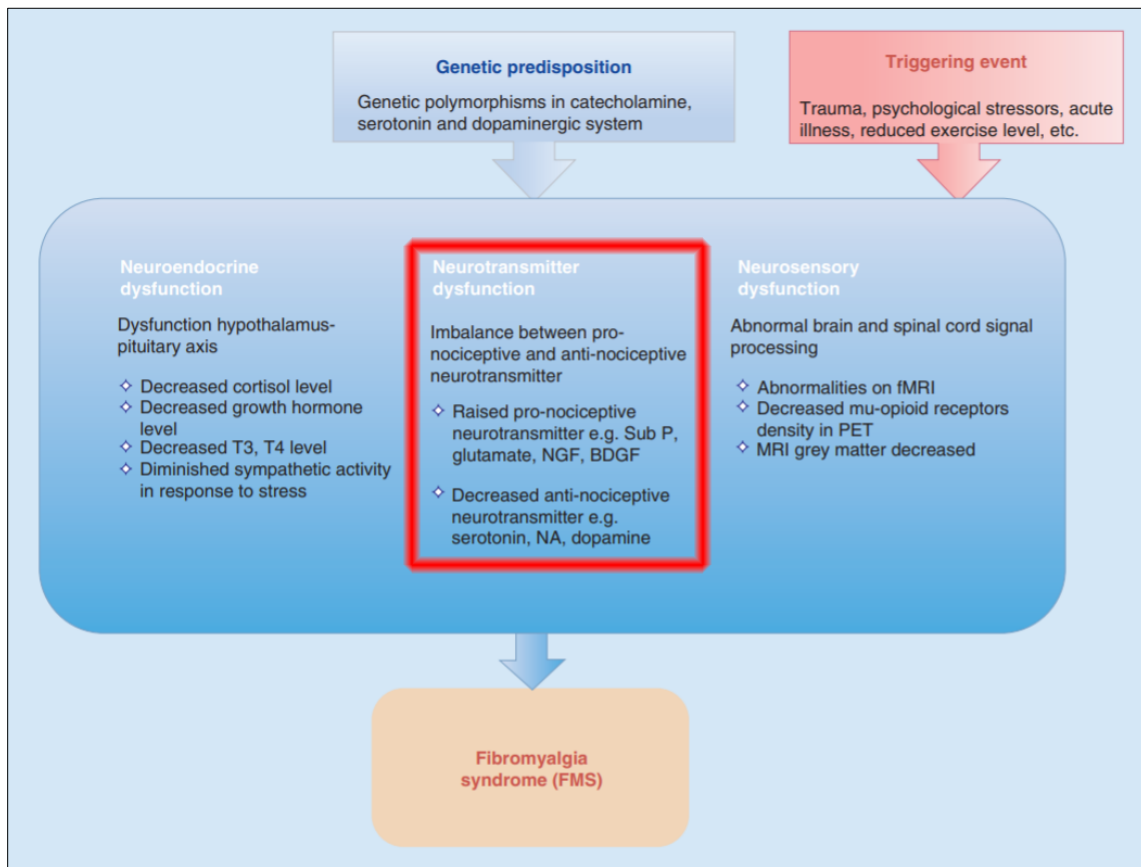 Genetic predisposition
Genetic polymorphisms in catecholamine,
serotonin and dopaminergic system
Triggering event
Trauma, psychological stressors, acute
illness, reduced exercise level, etc.
Neuroendocrine
dysfunction
Dysfunction hypothalamus-
pituitary axis
Decreased cortisol level
Decreased growth hormone
level
Decreased T3, T4 level
Diminished sympathetic activity
in response to stress
Neurotransmitter
dysfunction
Imbalance between pro-
nociceptive and anti-nociceptive
neurotransmitter
Raised pro-nociceptive
neurotransmitter e.g. Sub P,
glutamate, NGF, BDGF
Decreased anti-nociceptive
neurotransmitter e.g.
serotonin, NA, dopamine
Neurosensory
dysfunction
Abnormal brain and spinal cord signal
processing
Abnormalities on fMRI
Decreased mu-opioid receptors
density in PET
MRI grey matter decreased
Fibromyalgia
syndrome (FMS)